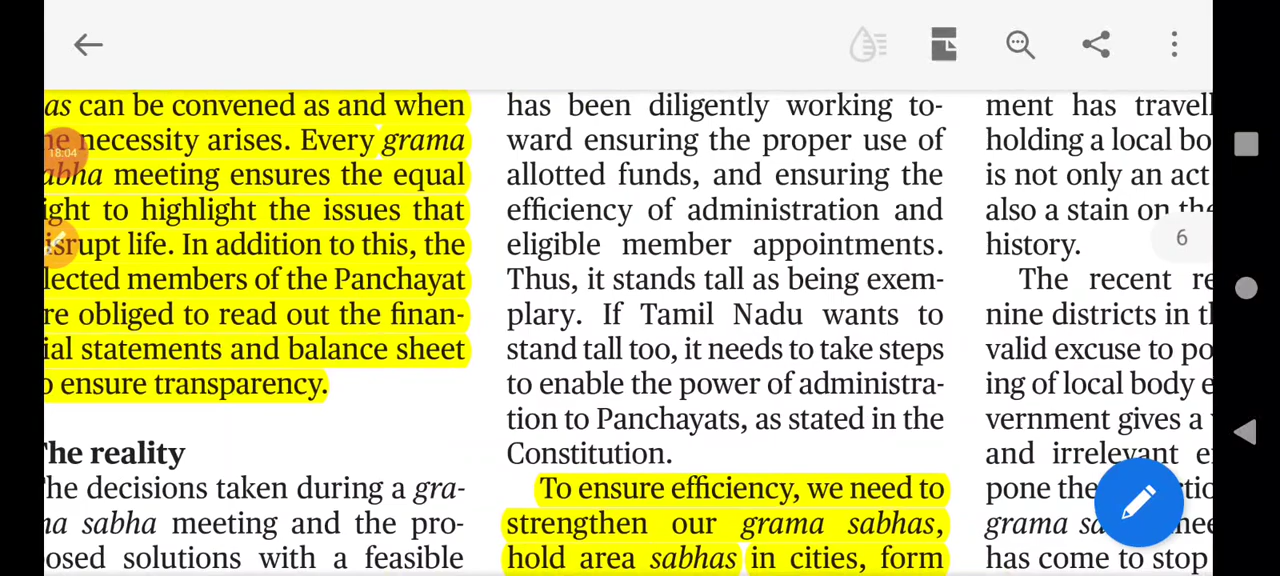 18:04
6
as can be convened as and when
necessity arises. Every grama
meeting ensures the equal
to highlight the issues that
life. In addition to this, the
lected members of the Panchayat
re obliged to read out the finan-
ial statements and balance sheet
o ensure transparency.
The reality
The decisions taken during a gra-
na sabha meeting and the pro-
osed solutions with a feasible
has been diligently working to-
ward ensuring the proper use of
allotted funds, and ensuring the
efficiency of administration and
eligible member appointments.
Thus, it stands tall as being exem-
plary. If Tamil Nadu wants to
stand tall too, it needs to take steps
to enable the power of administra-
tion to Panchayats, as stated in the
Constitution.
To ensure efficiency, we need to
strengthen our grama sabhas,
hold area sabhas in cities, form
ment has travell
holding a local bo
is not only an act
also a stain on the
history.
The recent re
nine districts in th
valid excuse to po
ing of local body e
vernment gives a
and irrelevant e
pone the
grama sa
has come to stop